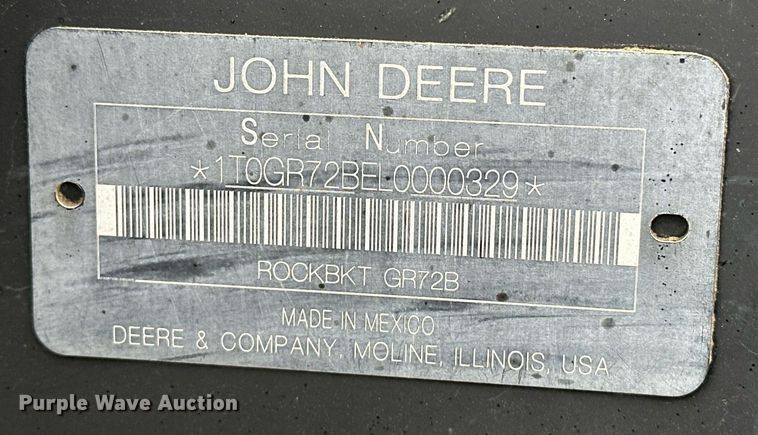 JOHN DEERE
Serial Number
*1T0GR72BEL0000329*
ROCKBKT GR72B
MADE IN MEXICO
DEERE & COMPANY, MOLINE, ILLINOIS, USA
Purple Wave Auction